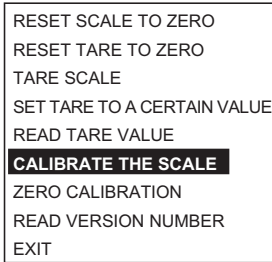 RESET SCALE TO ZERO
RESET TARE TO ZERO
TARE SCALE
SET TARE TO A CERTAIN VALUE
READ TARE VALUE
CALIBRATE THE SCALE
ZERO CALIBRATION
READ VERSION NUMBER
EXIT